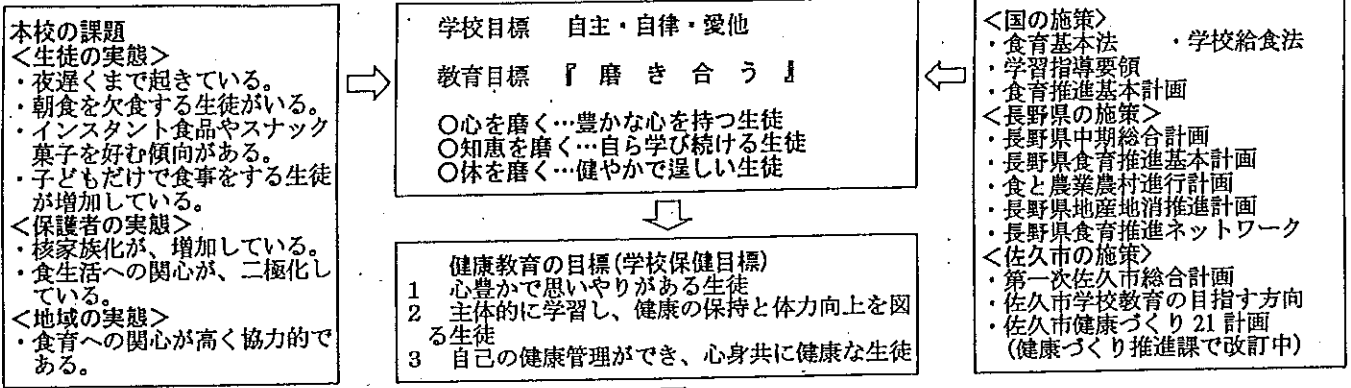 本校の課題
<生徒の実態>
・夜遅くまで起きている。
・朝食を欠食する生徒がいる。
・インスタント食品やスナック
菓子を好む傾向がある。
・子どもだけで食事をする生徒
が増加している。
<保護者の実態>
・核家族化が、増加している。
・食生活への関心が、二極化し
ている。
<地域の実態>
・食育への関心が高く協力的で
ある。
学校目標 自主・自律・愛他
教育目標 『磨き合う』
○心を磨く…豊かな心を持つ生徒
○知恵を磨く…自ら学び続ける生徒
○体を磨く…健やかで逞しい生徒
健康教育の目標(学校保健目標)
1 心豊かで思いやりがある生徒
2 主体的に学習し、健康の保持と体力向上を図
る生徒
3 自己の健康管理ができ、心身共に健康な生徒
<国の施策>
・食育基本法 ・学校給食法
・学習指導要領
・食育推進基本計画
<長野県の施策>
・長野県中期総合計画
・長野県食育推進基本計画
・食と農業農村進行計画
・長野県地産地消推進計画
・長野県食育推進ネットワーク
<佐久市の施策>
・第一次佐久市総合計画
・佐久市学校教育の目指す方向
・佐久市健康づくり21計画
(健康づくり推進課で改訂中)